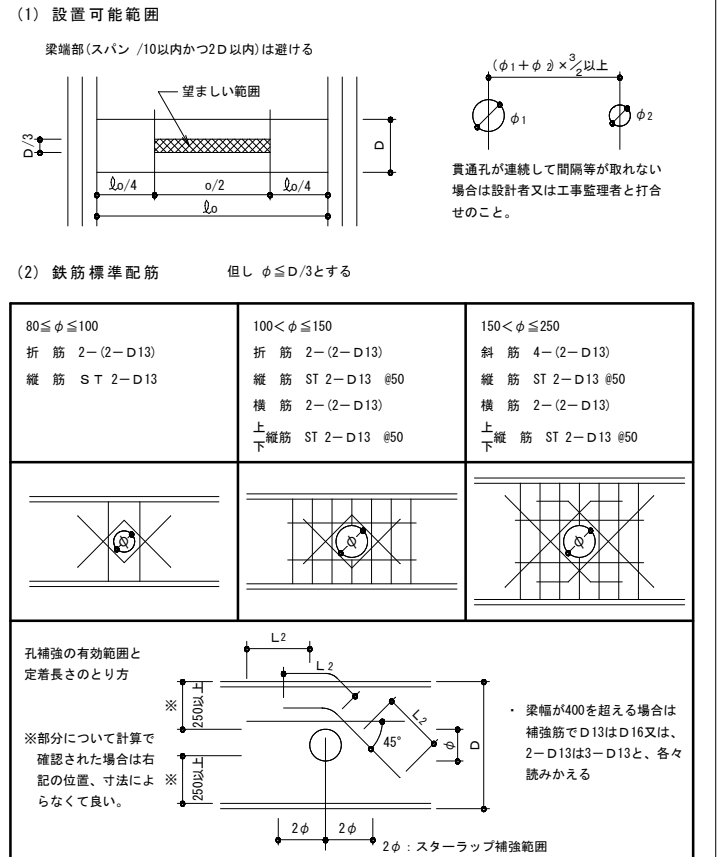 (1) 設置可能範囲
梁端部(スパン /10以内かつ2D以内)は避ける
望ましい範囲
D/3
D
ℓo/4
o/2
ℓo/4
ℓo
(φ1+φ2)×3/2以上
φ1
φ2
貫通孔が連続して間隔等が取れない
場合は設計者又は工事監理者と打合
せのこと。
(2) 鉄筋標準配筋 但し φ≦D/3とする
80≦φ≦100
折 筋 2-(2-D13)
縦 筋 ST 2-D13
100<φ≦150
折 筋 2-(2-D13)
縦 筋 ST 2-D13 @50
横 筋 2-(2-D13)
上下縦筋 ST 2-D13 @50
150<φ≦250
斜 筋 4-(2-D13)
縦 筋 ST 2-D13 @50
横 筋 2-(2-D13)
上下縦 筋 ST 2-D13 @50
φ
φ
φ
孔補強の有効範囲と
定着長さのとり方
※部分について計算で
確認された場合は右
記の位置、寸法によ
らなくて良い。
L2
L2
L2
※
250以上
※
250以上
45°
φ
D
2φ
2φ
2φ:スターラップ補強範囲
・ 梁幅が400を超える場合は
補強筋でD13はD16又は、
2-D13は3-D13と、各々
読みかえる